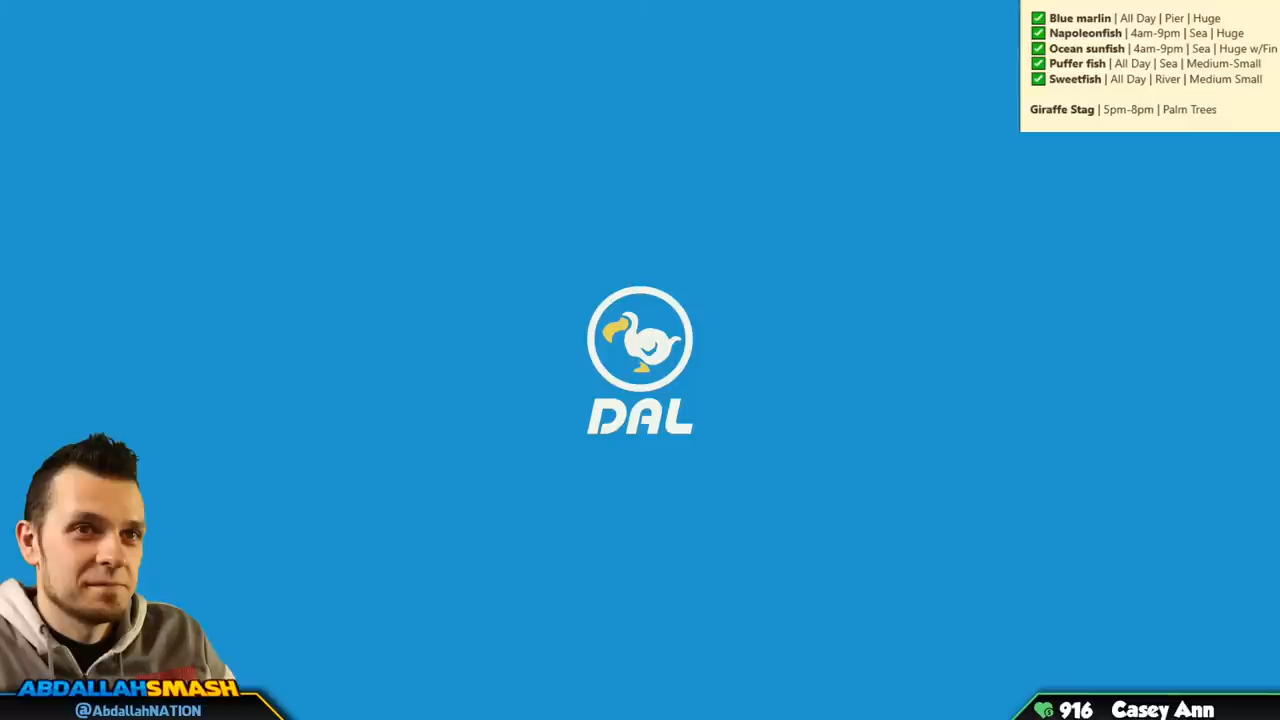 ✅ Blue marlin | All Day | Pier | Huge
✅ Napoleonfish | 4am-9pm | Sea | Huge
✅ Ocean sunfish | 4am-9pm | Sea | Huge w/Fin
✅ Puffer fish | All Day | Sea | Medium-Small
✅ Sweetfish | All Day | River | Medium Small
Giraffe Stag | 5pm-8pm | Palm Trees
DAL
ABDALLAHSMASH
@AbdallahNATION
916 Casey Ann